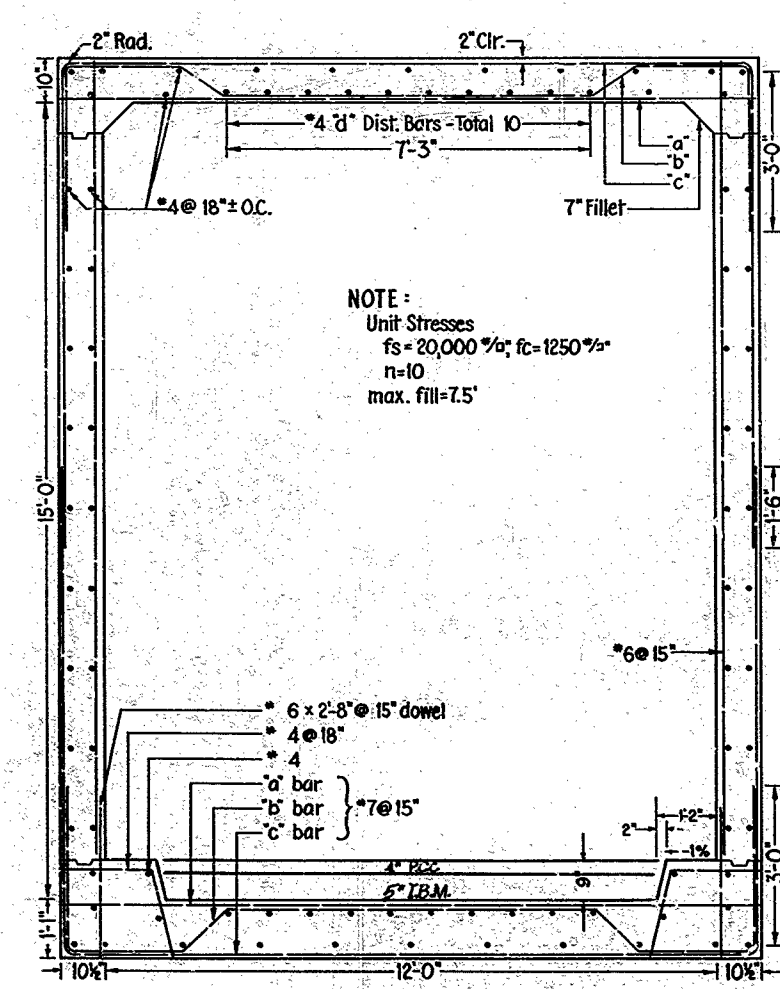 2" Rad.
2" Clr.
10"
#4 "d" Dist. Bars - Total 10
7'-3"
"a"
"b"
"c"
3'-0"
#4 @ 18" ± O.C.
7" Fillet
NOTE:
Unit Stresses
fs = 20,000 #/□", fc = 1250 #/□"
n=10
max. fill=7.5'
15'-0"
1'-6"
#6@15"
# 6 x 2'-8" @ 15" dowel
# 4 @ 18"
# 4
"a" bar
"b" bar
"c" bar
#7@15"
1'-2"
2"
1%
4" P.C.C.
5" I.B.M.
9"
3'-0"
1'-1"
10½"
12'-0"
10½"